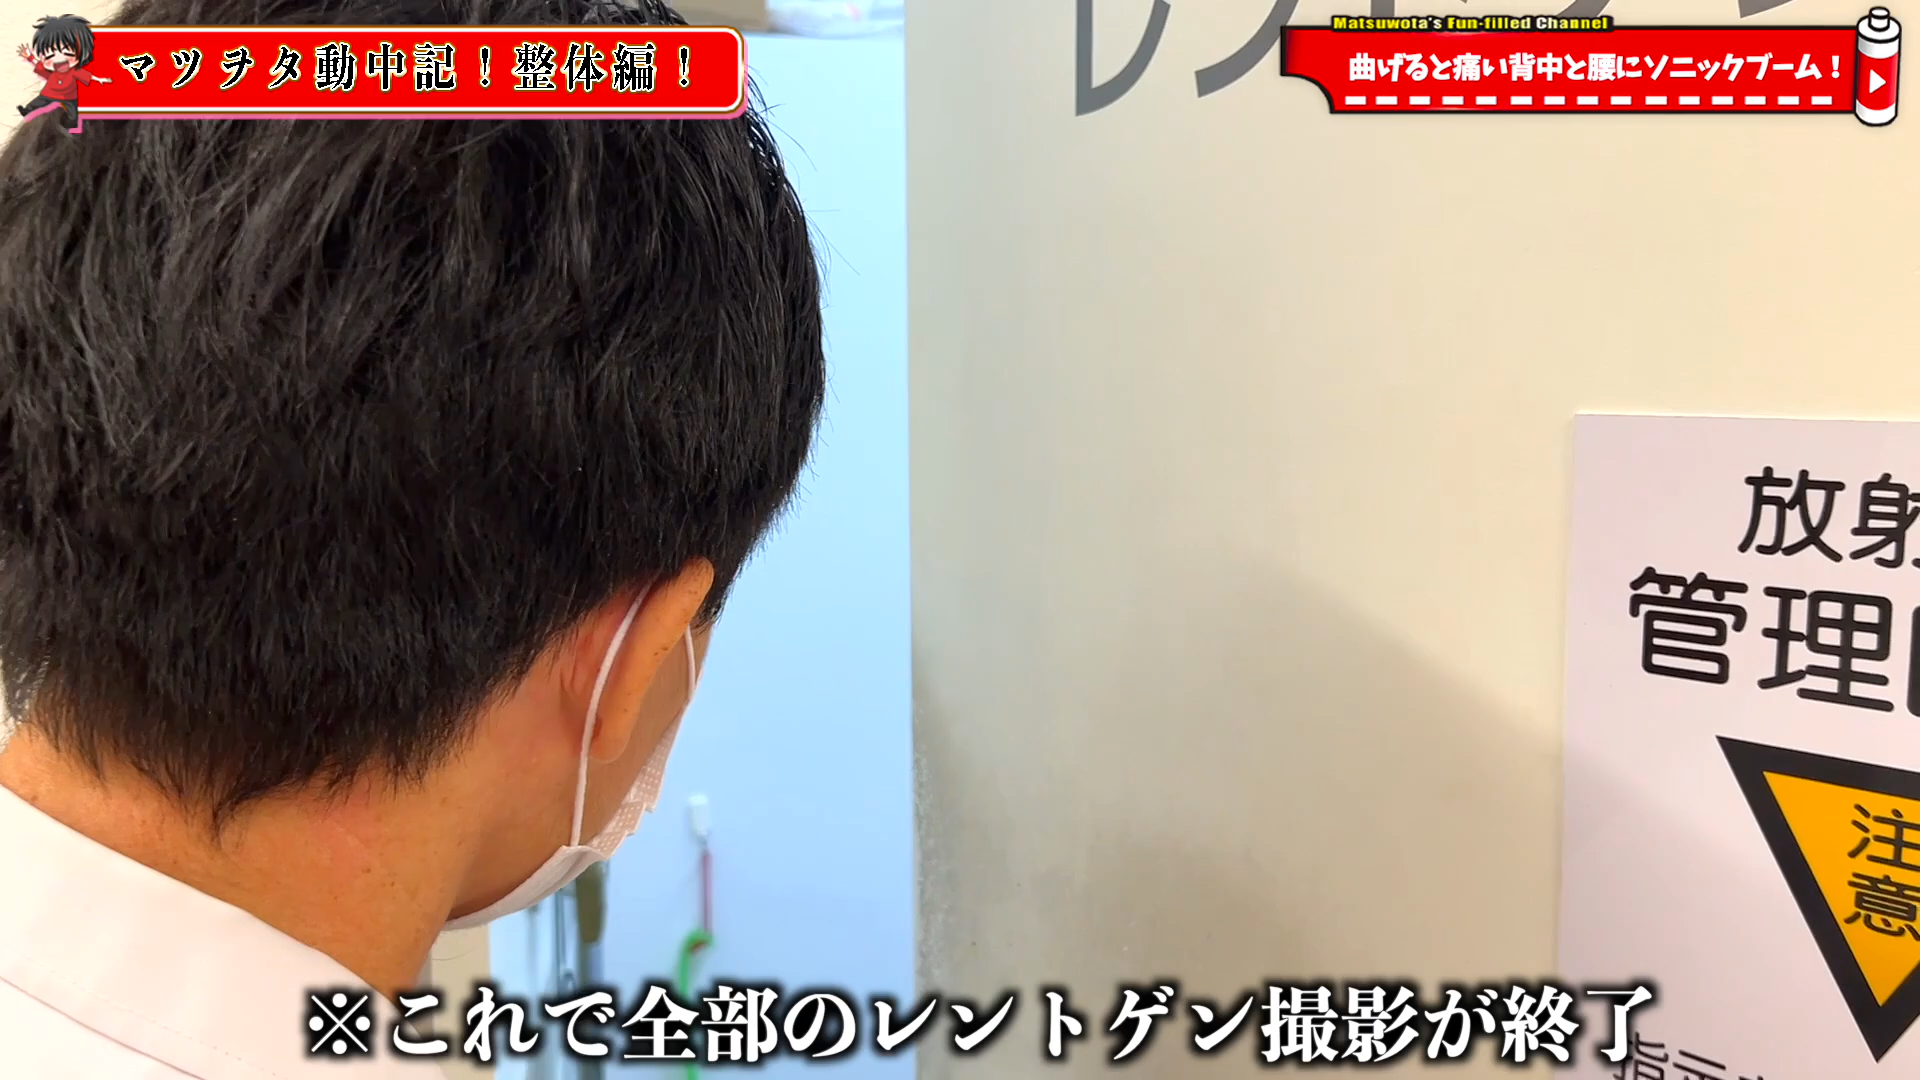 マツヲタ動中記！整体編！
Matsuwota's Fun-filled Channel
曲げると痛い背中と腰にソニックブーム！
放射
管理
注
意
※これで全部のレントゲン撮影が終了
指示